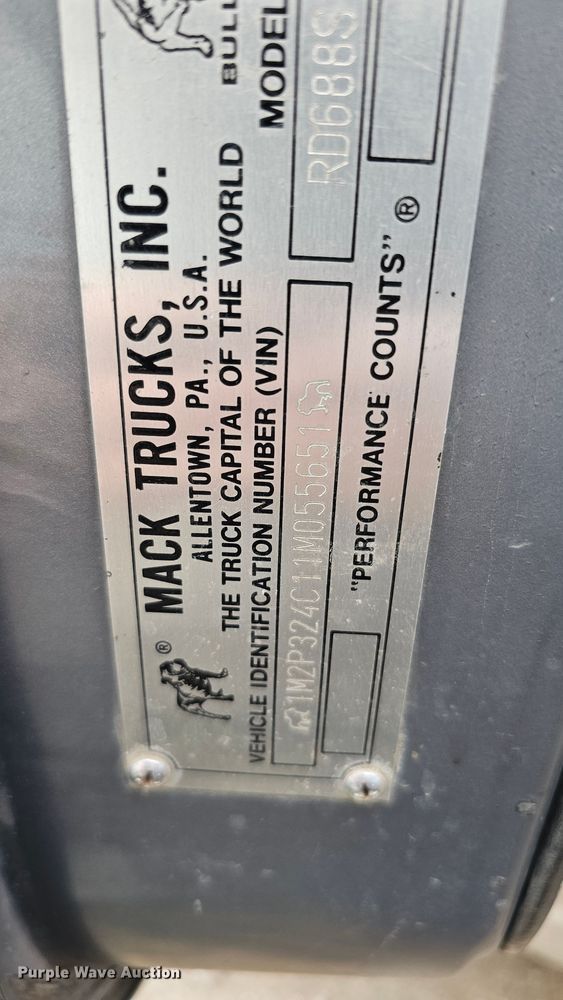 MACK TRUCKS, INC.
ALLENTOWN, PA., U.S.A.
THE TRUCK CAPITAL OF THE WORLD
VEHICLE IDENTIFICATION NUMBER (VIN)
1M2P324C11M055651
"PERFORMANCE COUNTS" ®
®
BULL
MODEL
RD688S
Purple Wave Auction